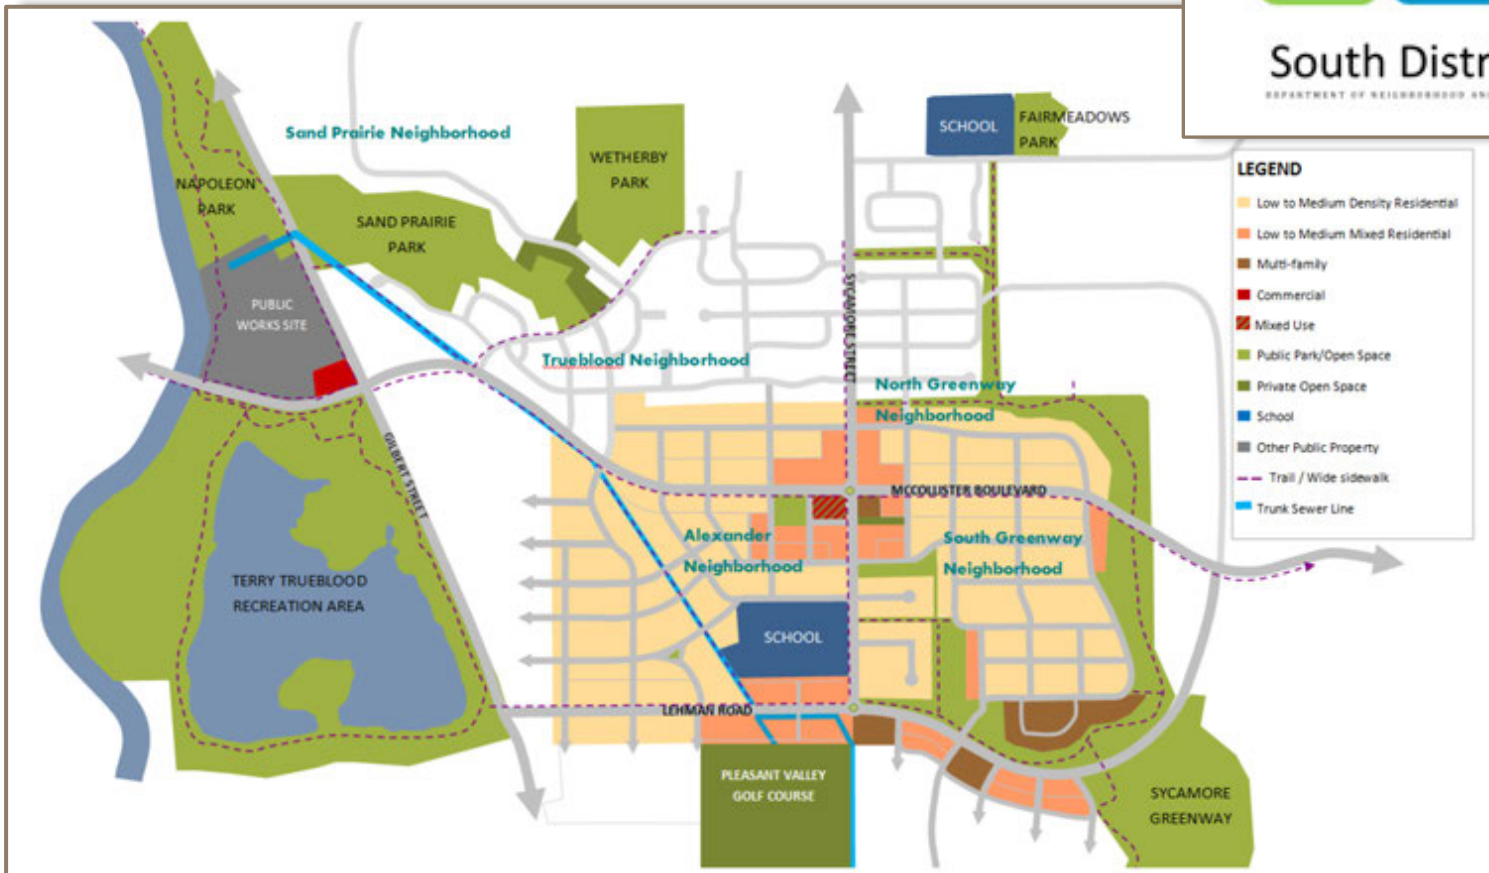 South Distr
DEPARTMENT OF NEIGHBORHOOD AN
Sand Prairie Neighborhood
WETHERBY
PARK
SCHOOL
FAIRMEADOWS
PARK
NAPOLEON
PARK
SAND PRAIRIE
PARK
PUBLIC
WORKS SITE
SYCAMORE STREET
Trueblood Neighborhood
North Greenway
Neighborhood
GILBERT STREET
MCCOLLISTER BOULEVARD
Alexander
Neighborhood
South Greenway
Neighborhood
TERRY TRUEBLOOD
RECREATION AREA
SCHOOL
LEHMAN ROAD
PLEASANT VALLEY
GOLF COURSE
SYCAMORE
GREENWAY
LEGEND
Low to Medium Density Residential
Low to Medium Mixed Residential
Multi-family
Commercial
Mixed Use
Public Park/Open Space
Private Open Space
School
Other Public Property
Trail / Wide sidewalk
Trunk Sewer Line